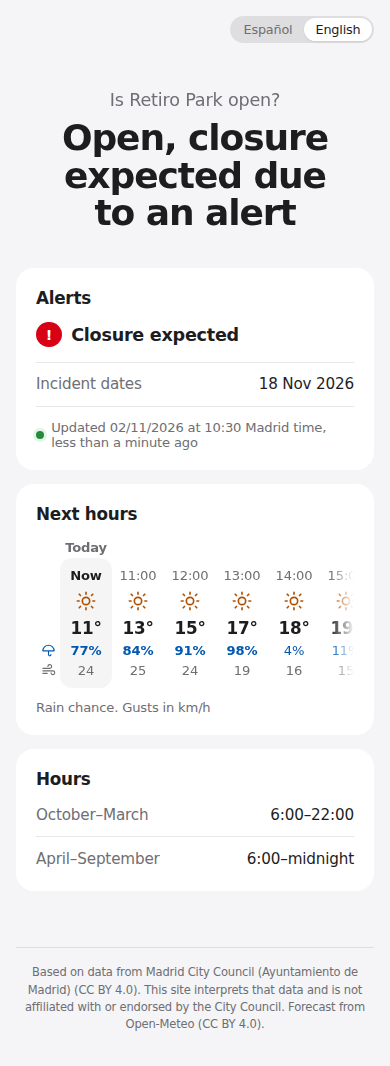 Español English
Is Retiro Park open?
Open, closure
expected due
to an alert
Alerts
! Closure expected
Incident dates 18 Nov 2026
Updated 02/11/2026 at 10:30 Madrid time,
less than a minute ago
Next hours
Today
Now 11:00 12:00 13:00 14:00
11° 13° 15° 17° 18°
77% 84% 91% 98% 4% 11%
24 25 24 19 16 15
Rain chance. Gusts in km/h
Hours
October–March 6:00–22:00
April–September 6:00–midnight
Based on data from Madrid City Council (Ayuntamiento de
Madrid) (CC BY 4.0). This site interprets that data and is not
affiliated with or endorsed by the City Council. Forecast from
Open-Meteo (CC BY 4.0).